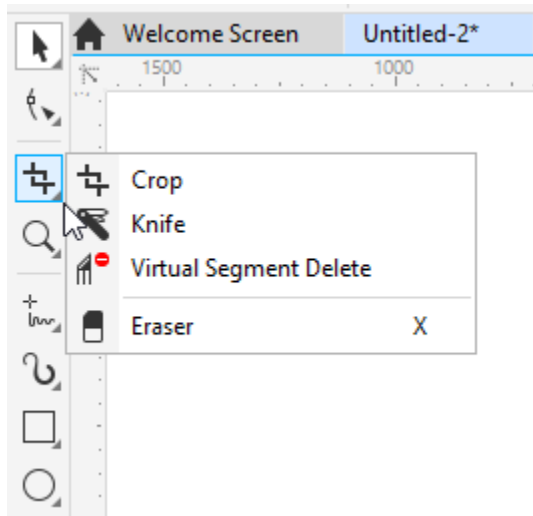 Welcome Screen Untitled-2*
1500 1000
Crop
Knife
Virtual Segment Delete
Eraser X